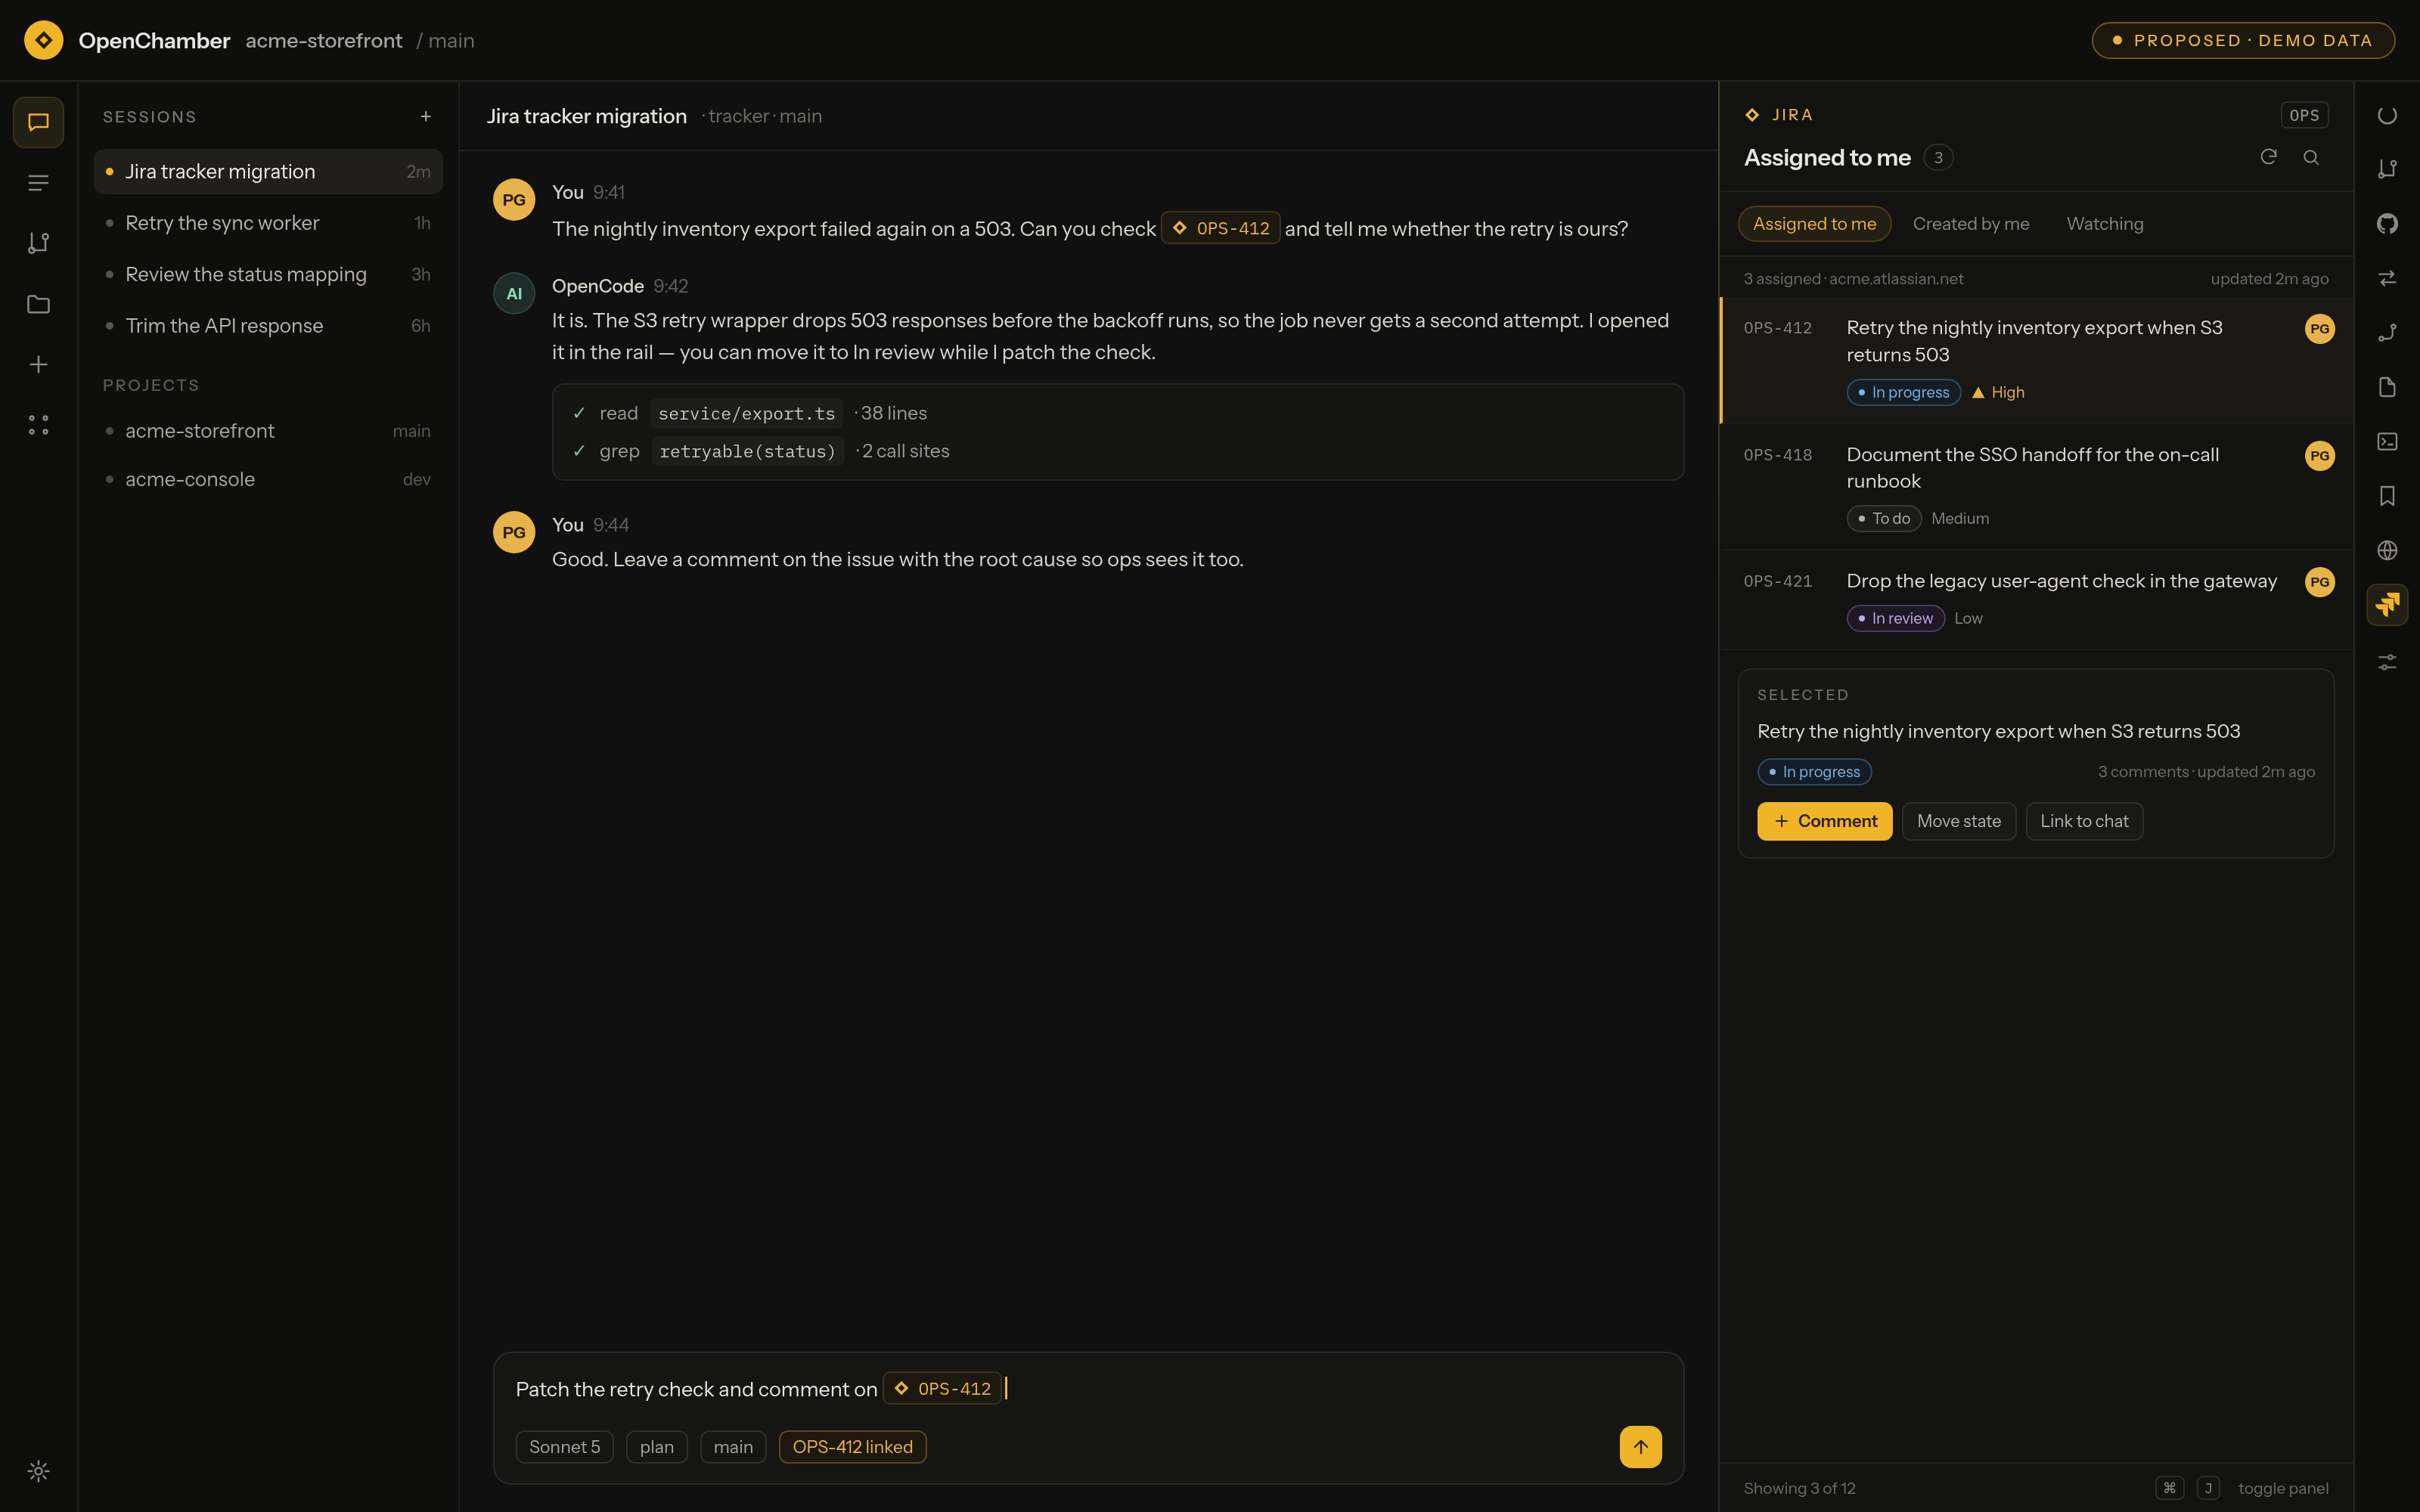 OpenChamber acme-storefront / main
PROPOSED · DEMO DATA
SESSIONS +
Jira tracker migration 2m
Retry the sync worker 1h
Review the status mapping 3h
Trim the API response 6h
PROJECTS
acme-storefront main
acme-console dev
Jira tracker migration · tracker · main
PG
You 9:41
The nightly inventory export failed again on a 503. Can you check OPS-412 and tell me whether the retry is ours?
AI
OpenCode 9:42
It is. The S3 retry wrapper drops 503 responses before the backoff runs, so the job never gets a second attempt. I opened
it in the rail — you can move it to In review while I patch the check.
✓ read service/export.ts · 38 lines
✓ grep retryable(status) · 2 call sites
PG
You 9:44
Good. Leave a comment on the issue with the root cause so ops sees it too.
Patch the retry check and comment on OPS-412
Sonnet 5 plan main OPS-412 linked
JIRA OPS
Assigned to me 3
Assigned to me Created by me Watching
3 assigned · acme.atlassian.net updated 2m ago
OPS-412 Retry the nightly inventory export when S3 PG
returns 503
In progress High
OPS-418 Document the SSO handoff for the on-call PG
runbook
To do Medium
OPS-421 Drop the legacy user-agent check in the gateway PG
In review Low
SELECTED
Retry the nightly inventory export when S3 returns 503
In progress 3 comments · updated 2m ago
+ Comment Move state Link to chat
Showing 3 of 12 ⌘ J toggle panel